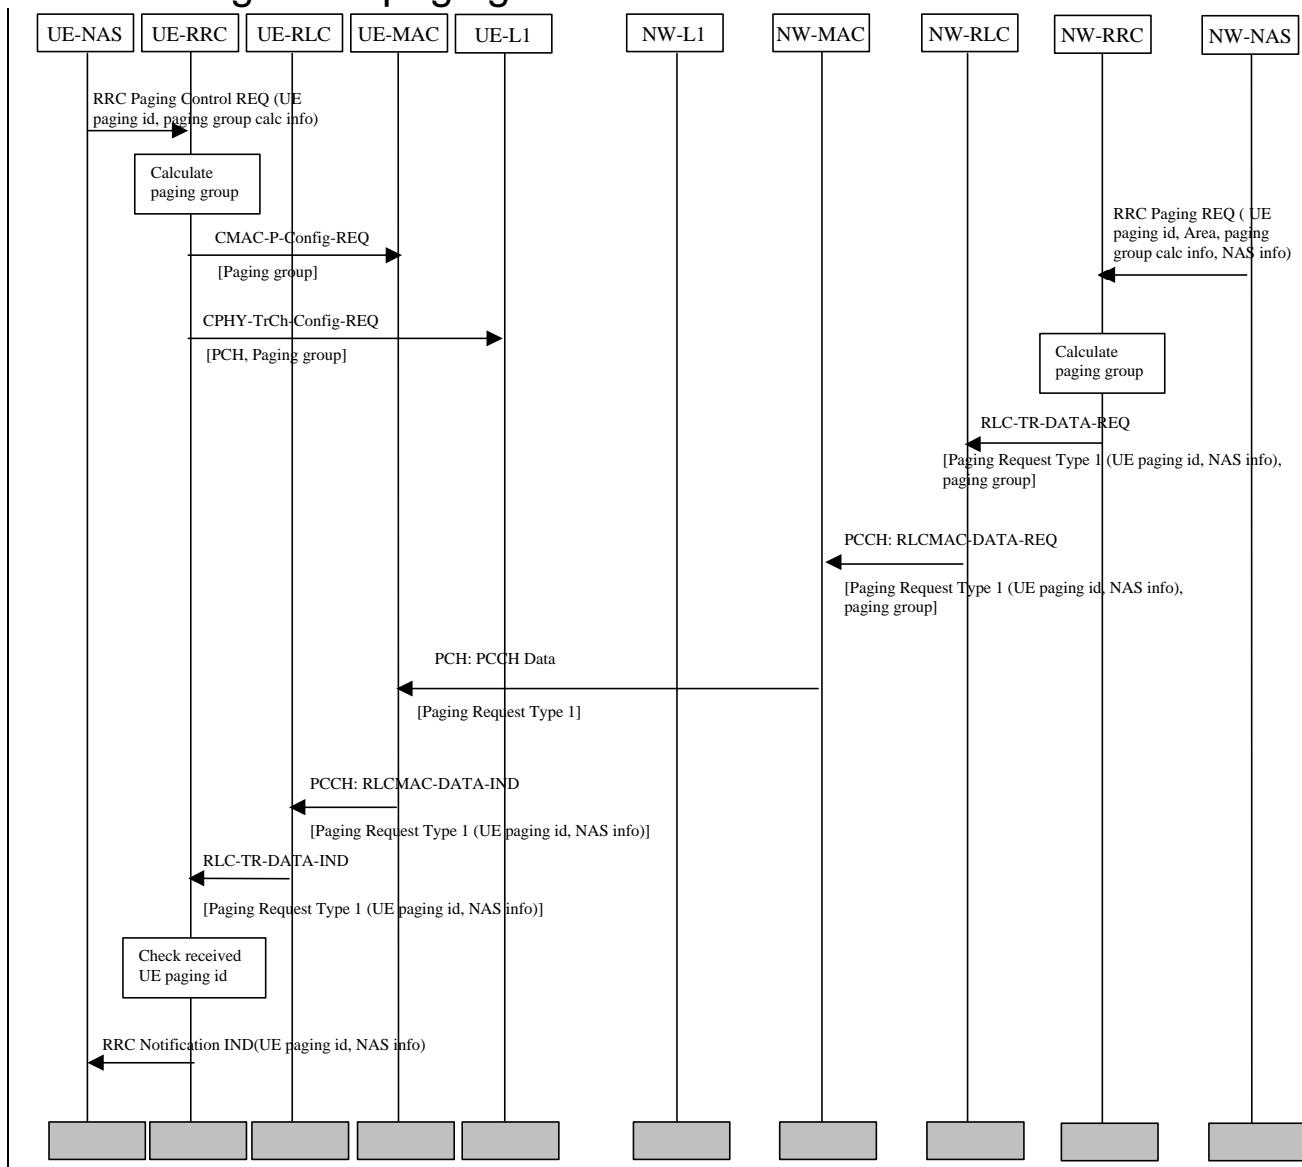 UE-NAS UE-RRC UE-RLC UE-MAC UE-L1 NW-L1 NW-MAC NW-RLC NW-RRC NW-NAS
RRC Paging Control REQ (UE
paging id, paging group calc info)
Calculate
paging group
RRC Paging REQ ( UE
paging id, Area, paging
group calc info, NAS info)
CMAC-P-Config-REQ
[Paging group]
CPHY-TrCh-Config-REQ
[PCH, Paging group]
Calculate
paging group
RLC-TR-DATA-REQ
[Paging Request Type 1 (UE paging id, NAS info),
paging group]
PCCH: RLCMAC-DATA-REQ
[Paging Request Type 1 (UE paging id, NAS info),
paging group]
PCH: PCCH Data
[Paging Request Type 1]
PCCH: RLCMAC-DATA-IND
[Paging Request Type 1 (UE paging id, NAS info)]
RLC-TR-DATA-IND
[Paging Request Type 1 (UE paging id, NAS info)]
Check received
UE paging id
RRC Notification IND(UE paging id, NAS info)